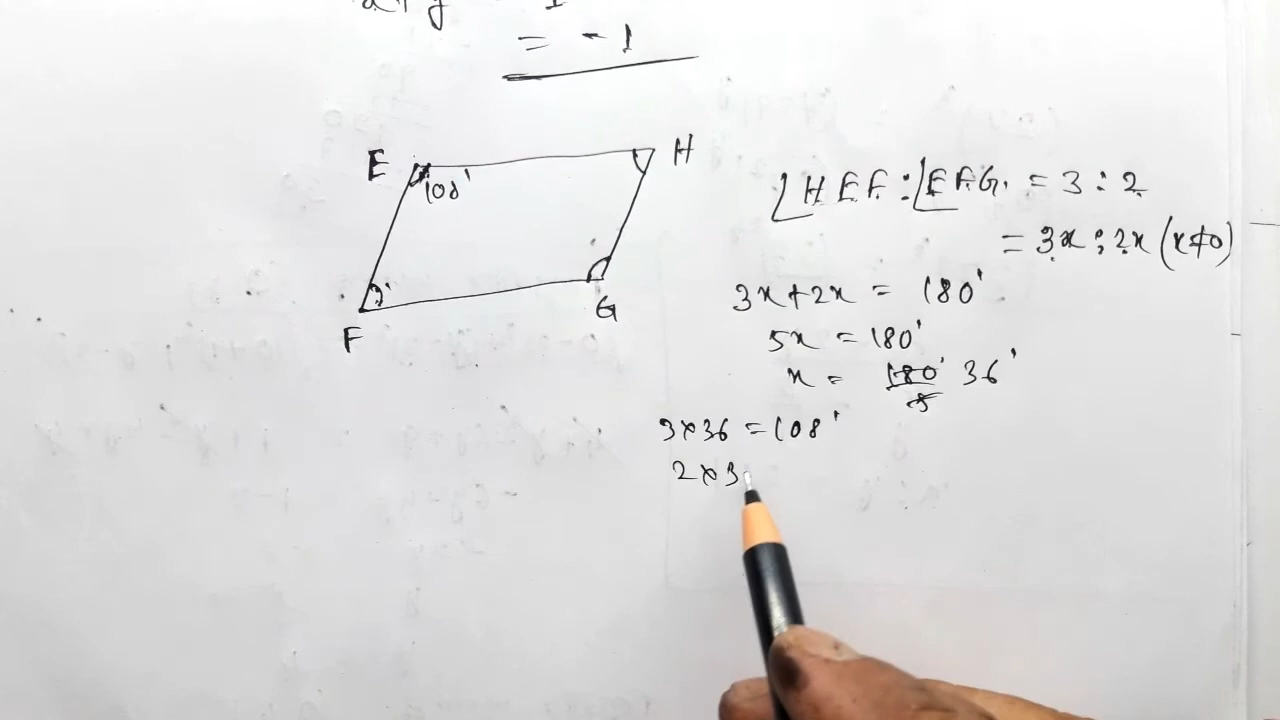 = -1
E
H
108'
F
G
∠HEF : ∠EFG. = 3 : 2
= 3x : 2x (x≠0)
3x+2x = 180'
5x = 180'
x = 180'/5 36'
3×36 = 108'
2×3